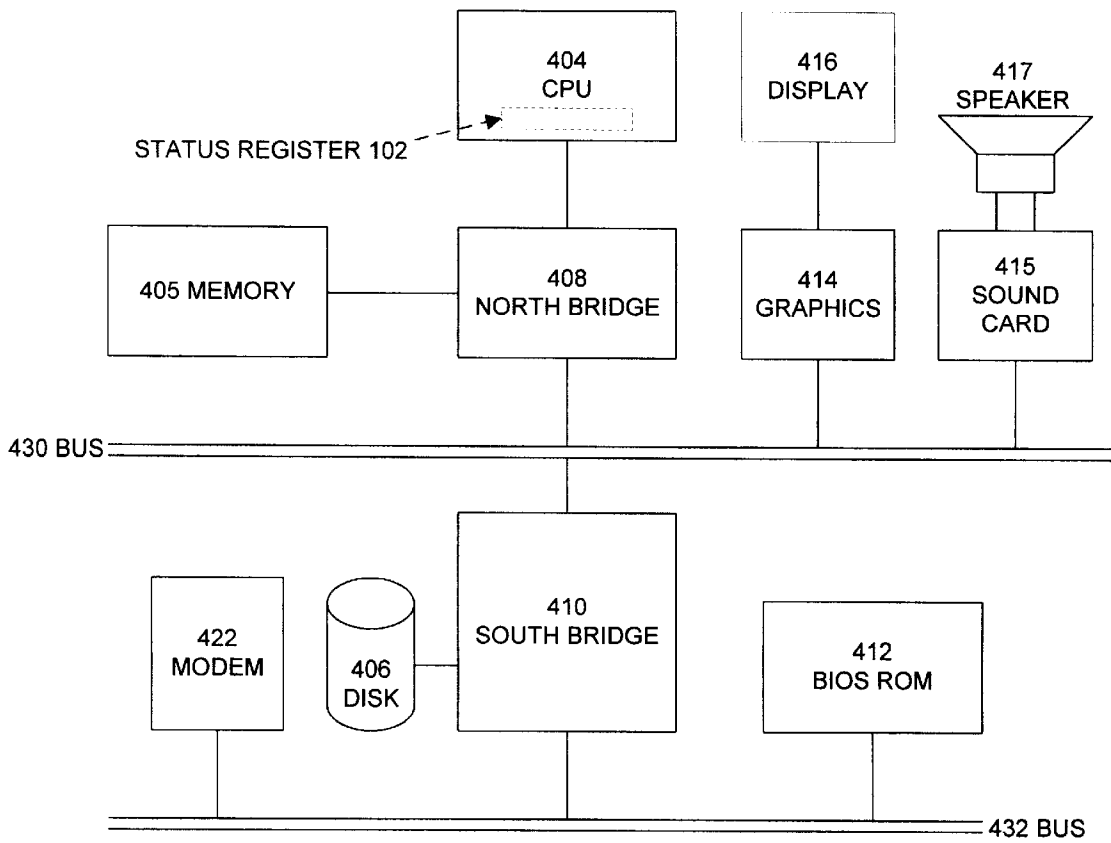 404
CPU
STATUS REGISTER 102
416
DISPLAY
417
SPEAKER
405 MEMORY
408
NORTH BRIDGE
414
GRAPHICS
415
SOUND
CARD
430 BUS
422
MODEM
406
DISK
410
SOUTH BRIDGE
412
BIOS ROM
432 BUS